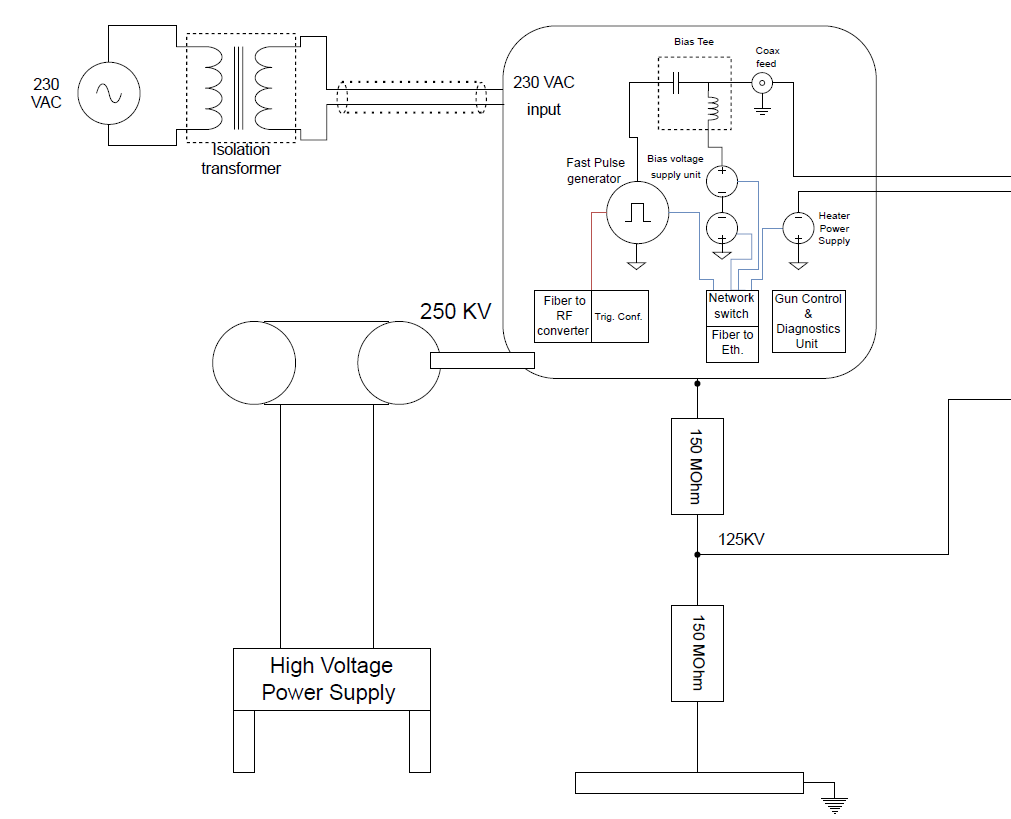 230
VAC
Isolation
transformer
230 VAC
input
Bias Tee
Coax
feed
Fast Pulse
generator
Bias voltage
supply unit
+
-
-
+
-
+
Heater
Power
Supply
Fiber to
RF
converter
Trig. Conf.
Network
switch
Fiber to
Eth.
Gun Control
&
Diagnostics
Unit
250 KV
150 MOhm
125KV
150 MOhm
High Voltage
Power Supply